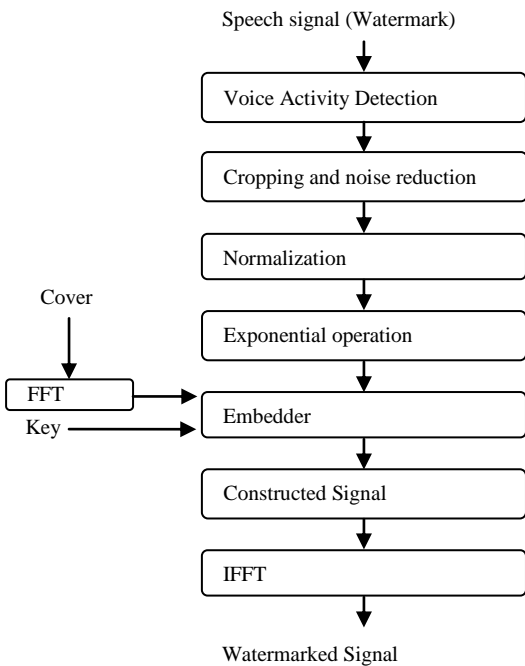 Speech signal (Watermark)
Voice Activity Detection
Cropping and noise reduction
Normalization
Cover
Exponential operation
FFT
Embedder
Key
Constructed Signal
IFFT
Watermarked Signal